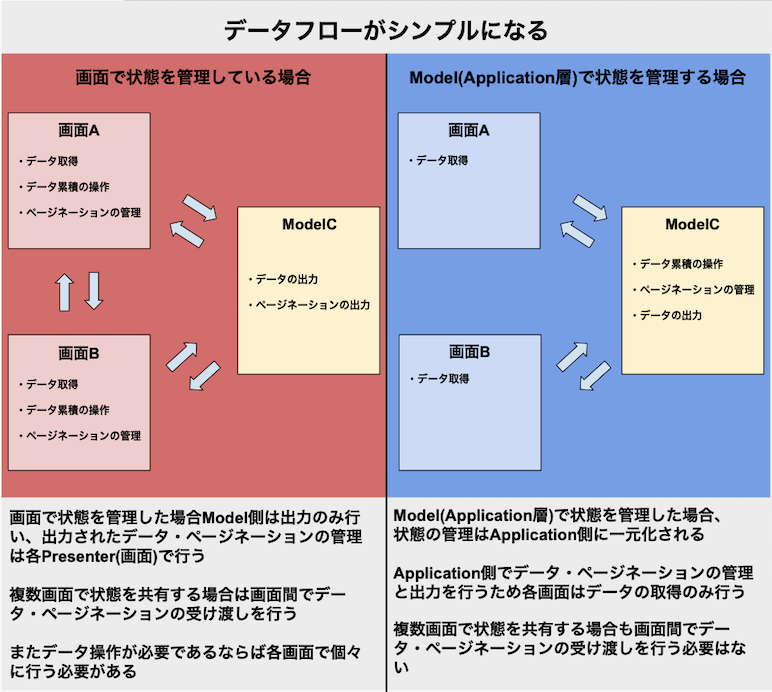 データフローがシンプルになる
画面で状態を管理している場合
画面A
・データ取得
・データ累積の操作
・ページネーションの管理
ModelC
・データの出力
・ページネーションの出力
画面B
・データ取得
・データ累積の操作
・ページネーションの管理
画面で状態を管理した場合Model側は出力のみ行
い、出力されたデータ・ページネーションの管理
は各Presenter(画面)で行う
複数画面で状態を共有する場合は画面間でデー
タ・ページネーションの受け渡しを行う
またデータ操作が必要であるならば各画面で個々
に行う必要がある
Model(Application層)で状態を管理する場合
画面A
・データ取得
ModelC
・データ累積の操作
・ページネーションの管理
・データの出力
画面B
・データ取得
Model(Application層)で状態を管理した場合、
状態の管理はApplication側に一元化される
Application側でデータ・ページネーションの管理
と出力を行うため各画面はデータの取得のみ行う
複数画面で状態を共有する場合も画面間でデー
タ・ページネーションの受け渡しを行う必要はな
い